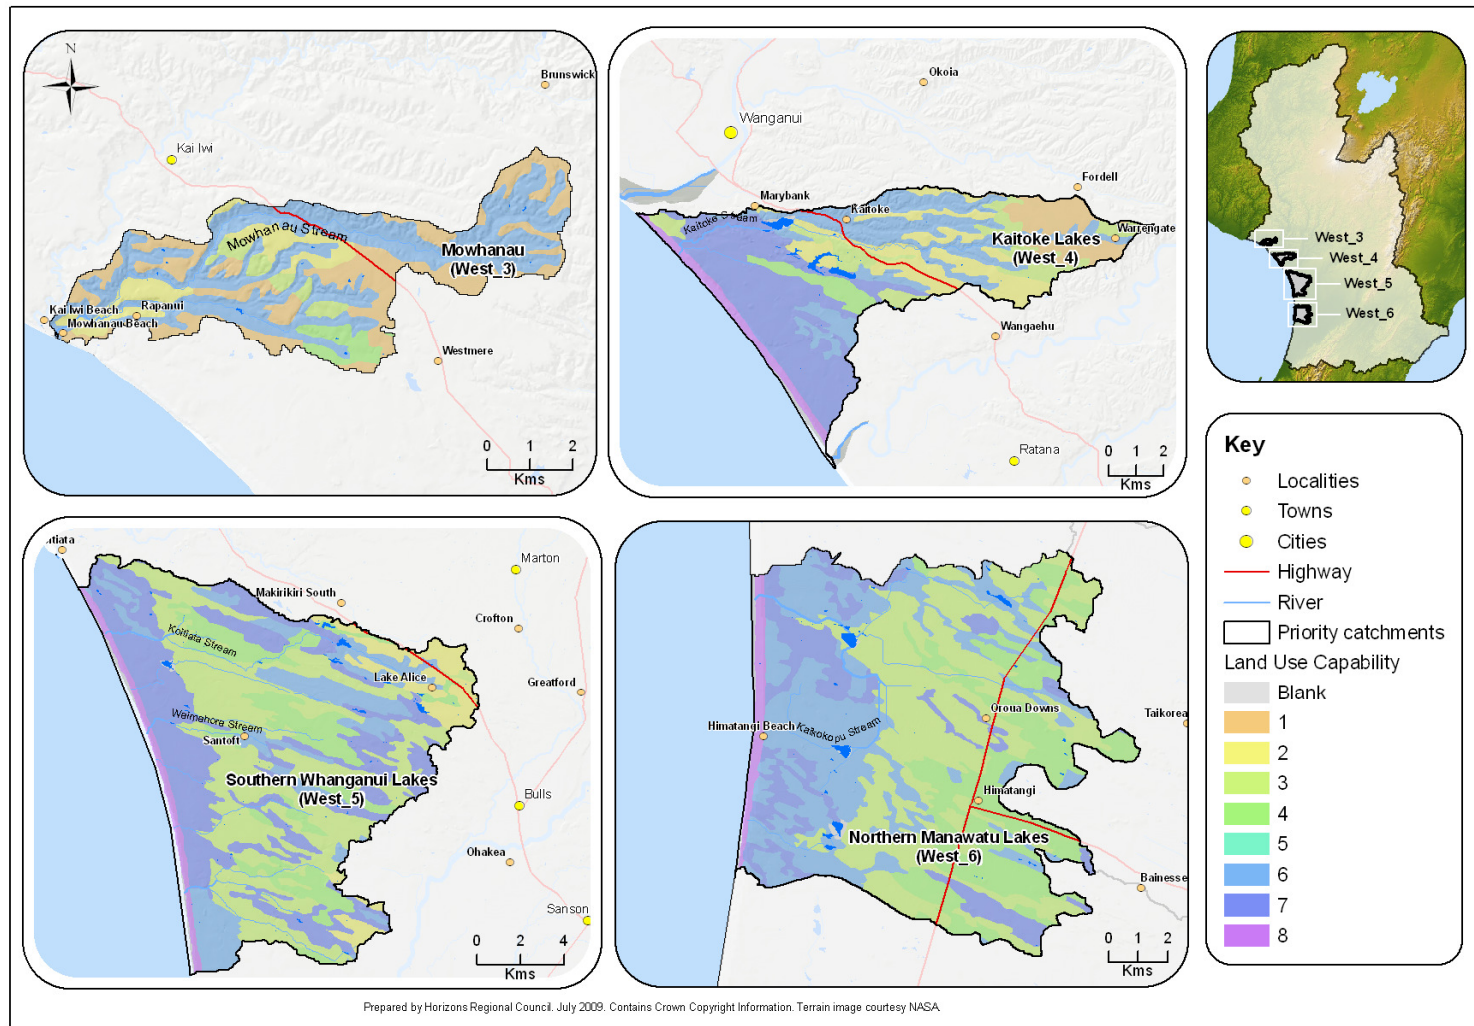 N
Brunswick
Kai Iwi
Mowhanau Stream
Mowhanau
(West_3)
Kai Iwi Beach
Rapanui
Mowhanau Beach
Westmere
0 1 2
Kms
Okoia
Wanganui
Fordell
Marybank
Kaitoke
Kaitoke Stream
Warrengate
Kaitoke Lakes
(West_4)
Wangaehu
Ratana
0 1 2
Kms
West_3
West_4
West_5
West_6
Key
Localities
Towns
Cities
Highway
River
Priority catchments
Land Use Capability
Blank
1
2
3
4
5
6
7
8
itiata
Marton
Makirikiri South
Crofton
Koitiata Stream
Lake Alice
Greatford
Waimahora Stream
Santoft
Southern Whanganui Lakes
(West_5)
Bulls
Ohakea
Sanson
0 2 4
Kms
Taikorea
Oroua Downs
Himatangi Beach
Kaikokopu Stream
Himatangi
Northern Manawatu Lakes
(West_6)
Bainesse
0 1 2
Kms
Prepared by Horizons Regional Council. July 2009. Contains Crown Copyright Information. Terrain image courtesy NASA